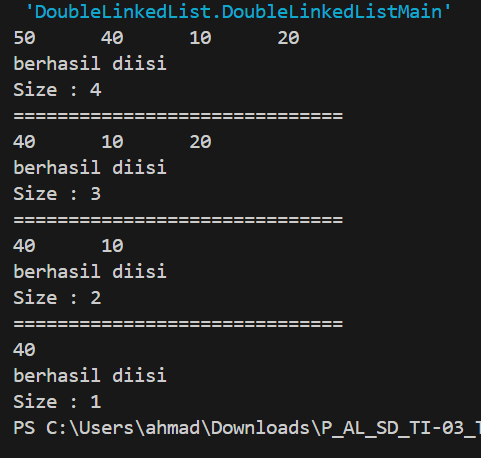 'DoubleLinkedList.DoubleLinkedListMain'
50 40 10 20
berhasil diisi
Size : 4
==============================
40 10 20
berhasil diisi
Size : 3
==============================
40 10
berhasil diisi
Size : 2
==============================
40
berhasil diisi
Size : 1
PS C:\Users\ahmad\Downloads\P_AL_SD_TI-03_